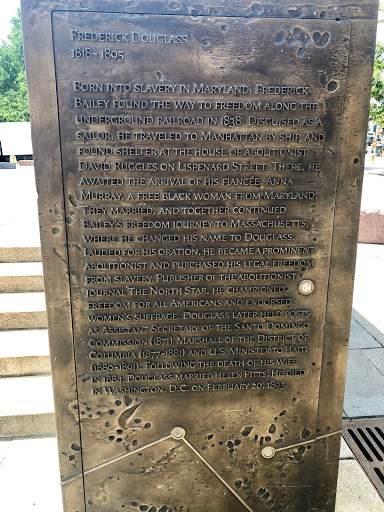 FREDERICK DOUGLASS
1818-1895
BORN INTO SLAVERY IN MARYLAND, FREDERICK
BAILEY FOUND THE WAY TO FREEDOM ALONG THE
UNDERGROUND RAILROAD IN 1838. DISGUISED AS A
SAILOR, HE TRAVELED TO MANHATTAN BY SHIP, AND
FOUND SHELTER AT THE HOUSE OF ABOLITIONIST
DAVID RUGGLES ON LISPENARD STREET. THERE, HE
AWAITED THE ARRIVAL OF HIS FIANCÉE, ANNA
MURRAY, A FREE BLACK WOMAN FROM MARYLAND.
THEY MARRIED, AND TOGETHER CONTINUED
BAILEY'S FREEDOM JOURNEY TO MASSACHUSETTS,
WHERE HE CHANGED HIS NAME TO DOUGLASS.
LAUDED FOR HIS ORATION, HE BECAME A PROMINENT
ABOLITIONIST AND PURCHASED HIS LEGAL FREEDOM
FROM SLAVERY. PUBLISHER OF THE ABOLITIONIST
JOURNAL THE NORTH STAR, HE CHAMPIONED
FREEDOM FOR ALL AMERICANS AND ENDORSED
WOMEN'S SUFFRAGE. DOUGLASS LATER HELD POSTS
AS ASSISTANT SECRETARY OF THE SANTO DOMINGO
COMMISSION (1871), MARSHALL OF THE DISTRICT OF
COLUMBIA (1877-1881) AND U.S. MINISTER TO HAITI
(1889-1891). FOLLOWING THE DEATH OF HIS WIFE
IN 1884, DOUGLASS MARRIED HELEN PITTS. HE DIED
IN WASHINGTON, D.C. ON FEBRUARY 20, 1895.